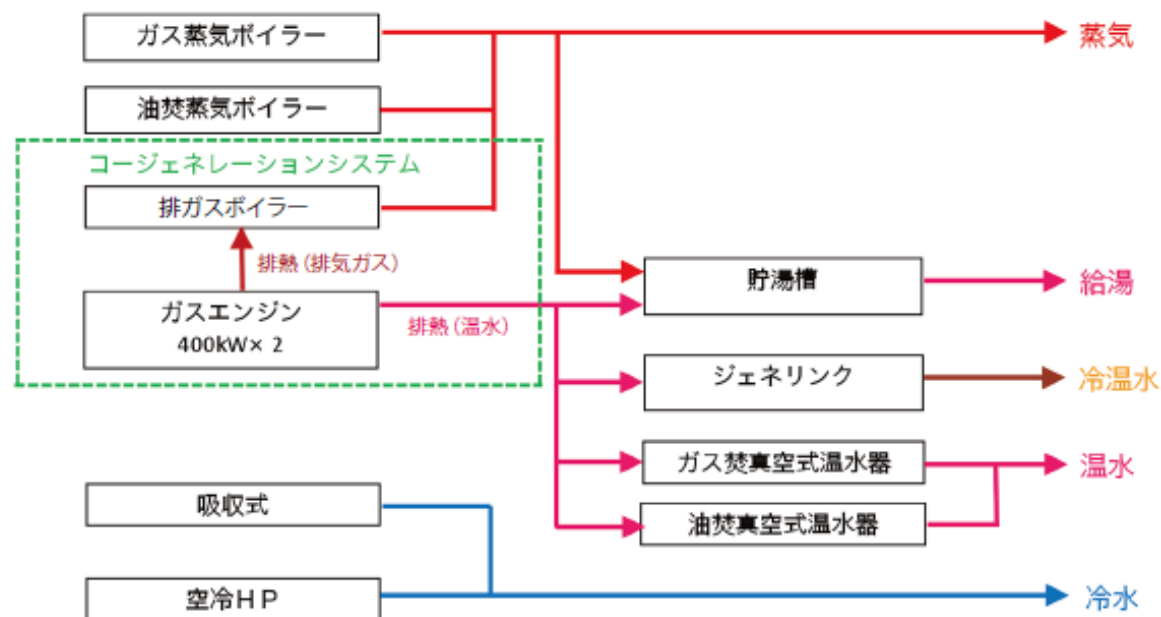 ガス蒸気ボイラー
蒸気
油焚蒸気ボイラー
コージェネレーションシステム
排ガスボイラー
排熱(排気ガス)
貯湯槽
給湯
ガスエンジン
400kW× 2
排熱(温水)
ジェネリンク
冷温水
ガス焚真空式温水器
温水
吸収式
油焚真空式温水器
空冷HP
冷水